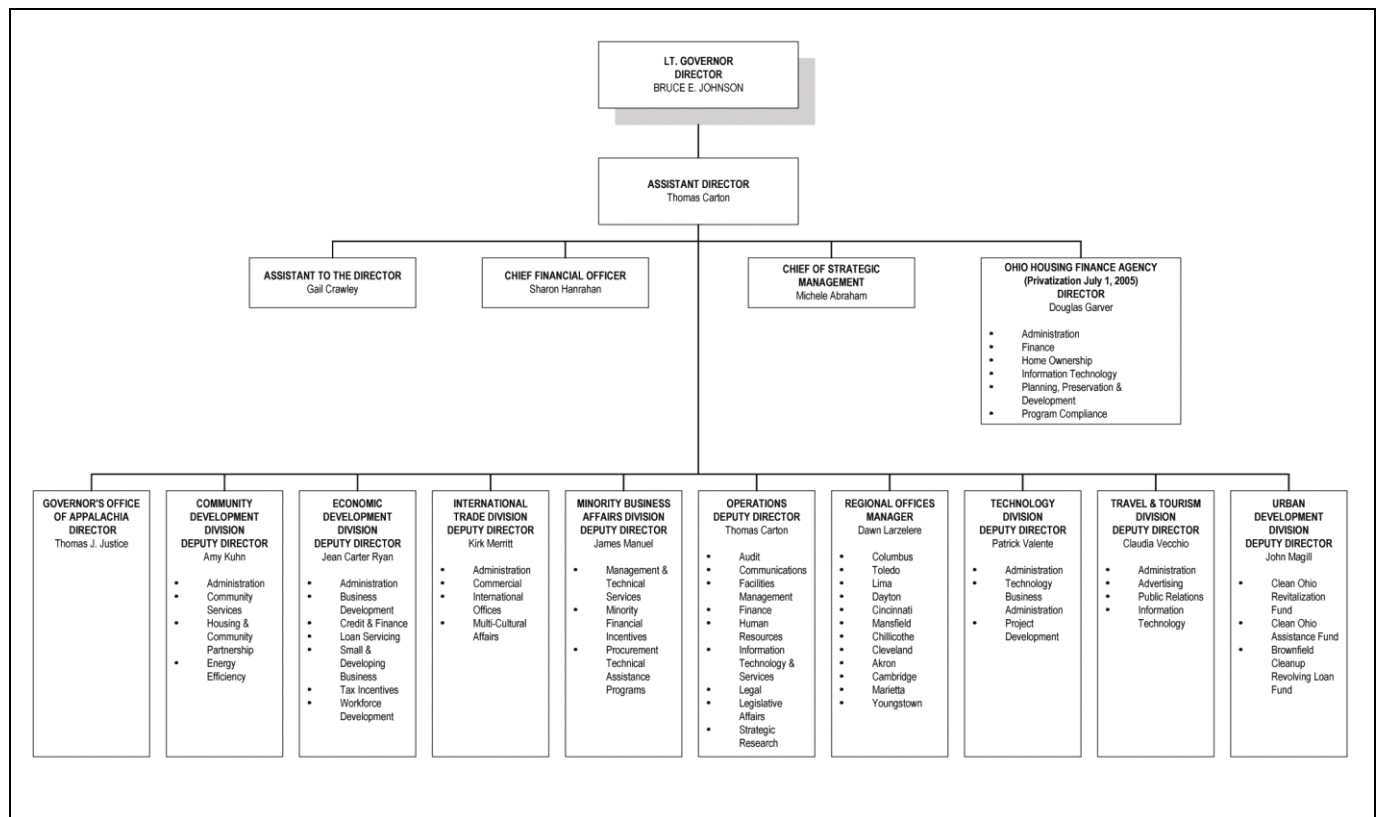 LT. GOVERNOR
DIRECTOR
BRUCE E. JOHNSON
ASSISTANT DIRECTOR
Thomas Carton
ASSISTANT TO THE DIRECTOR
Gail Crawley
CHIEF FINANCIAL OFFICER
Sharon Hanrahan
CHIEF OF STRATEGIC
MANAGEMENT
Michele Abraham
OHIO HOUSING FINANCE AGENCY
(Privatization July 1, 2005)
DIRECTOR
Douglas Garver
• Administration
• Finance
• Home Ownership
• Information Technology
• Planning, Preservation &
Development
• Program Compliance
GOVERNOR'S OFFICE
OF APPALACHIA
DIRECTOR
Thomas J. Justice
COMMUNITY
DEVELOPMENT
DIVISION
DEPUTY DIRECTOR
Amy Kuhn
• Administration
• Community
Services
• Housing &
Community
Partnership
• Energy
Efficiency
ECONOMIC
DEVELOPMENT
DIVISION
DEPUTY DIRECTOR
Jean Carter Ryan
• Administration
• Business
Development
• Credit & Finance
• Loan Servicing
• Small &
Developing
Business
• Tax Incentives
• Workforce
Development
INTERNATIONAL
TRADE DIVISION
DEPUTY DIRECTOR
Kirk Merritt
• Administration
• Commercial
• International
Offices
• Multi-Cultural
Affairs
MINORITY BUSINESS
AFFAIRS DIVISION
DEPUTY DIRECTOR
James Manuel
• Management &
Technical
Services
• Minority
Financial
Incentives
• Procurement
Technical
Assistance
Programs
OPERATIONS
DEPUTY DIRECTOR
Thomas Carton
• Audit
• Communications
• Facilities
Management
• Finance
• Human
Resources
• Information
Technology &
Services
• Legal
• Legislative
Affairs
• Strategic
Research
REGIONAL OFFICES
MANAGER
Dawn Larzelere
• Columbus
• Toledo
• Lima
• Dayton
• Cincinnati
• Mansfield
• Chillicothe
• Cleveland
• Akron
• Cambridge
• Marietta
• Youngstown
TECHNOLOGY
DIVISION
DEPUTY DIRECTOR
Patrick Valente
• Administration
• Technology
Business
Administration
• Project
Development
TRAVEL & TOURISM
DIVISION
DEPUTY DIRECTOR
Claudia Vecchio
• Administration
• Advertising
• Public Relations
• Information
Technology
URBAN
DEVELOPMENT
DIVISION
DEPUTY DIRECTOR
John Magill
• Clean Ohio
Revitalization
Fund
• Clean Ohio
Assistance Fund
• Brownfield
Cleanup
Revolving Loan
Fund